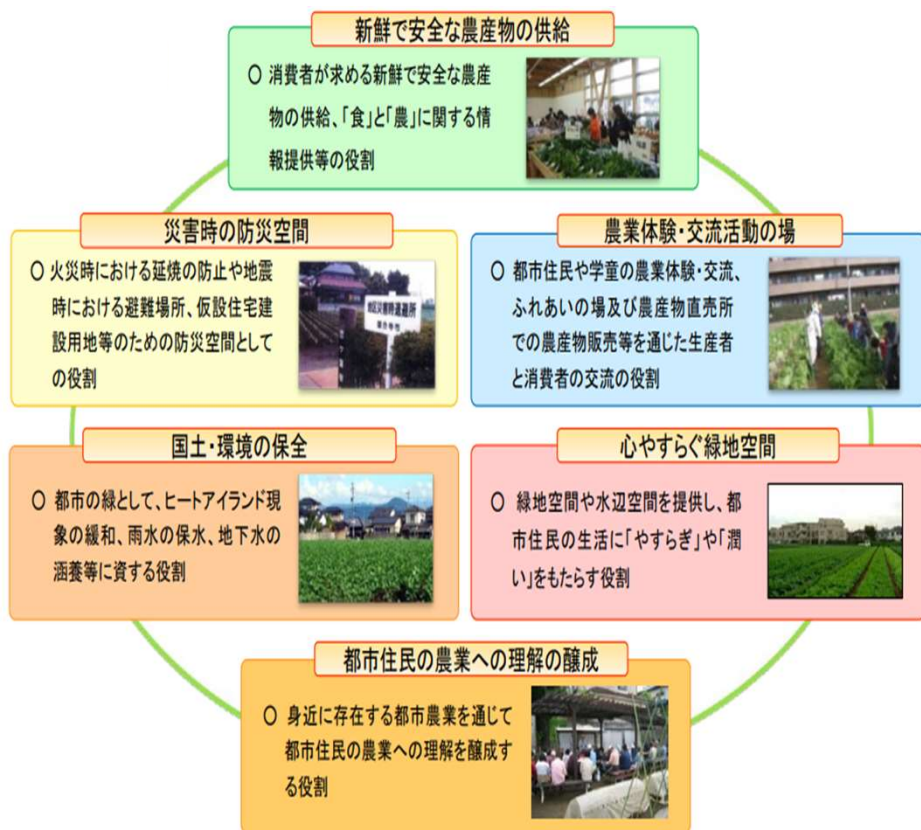 新鮮で安全な農産物の供給
○ 消費者が求める新鮮で安全な農産
物の供給、「食」と「農」に関する情
報提供等の役割
災害時の防災空間
○ 火災時における延焼の防止や地震
時における避難場所、仮設住宅建
設用地等のための防災空間として
の役割
農業体験・交流活動の場
○ 都市住民や学童の農業体験・交流、
ふれあいの場及び農産物直売所
での農産物販売等を通じた生産者
と消費者の交流の役割
国土・環境の保全
○ 都市の緑として、ヒートアイランド現
象の緩和、雨水の保水、地下水の
涵養等に資する役割
心やすらぐ緑地空間
○ 緑地空間や水辺空間を提供し、都
市住民の生活に「やすらぎ」や「潤
い」をもたらす役割
都市住民の農業への理解の醸成
○ 身近に存在する都市農業を通じて
都市住民の農業への理解を醸成す
る役割